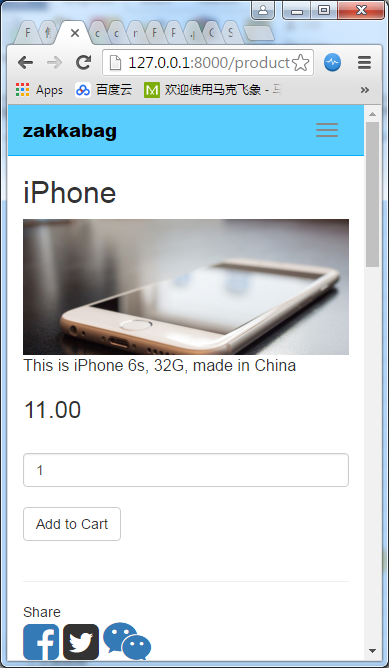 F
c
c
F
F
C
S
127.0.0.1:8000/product
Apps 百度云 欢迎使用马克飞象 - 马
zakkabag
iPhone
This is iPhone 6s, 32G, made in China
11.00
1
Add to Cart
Share